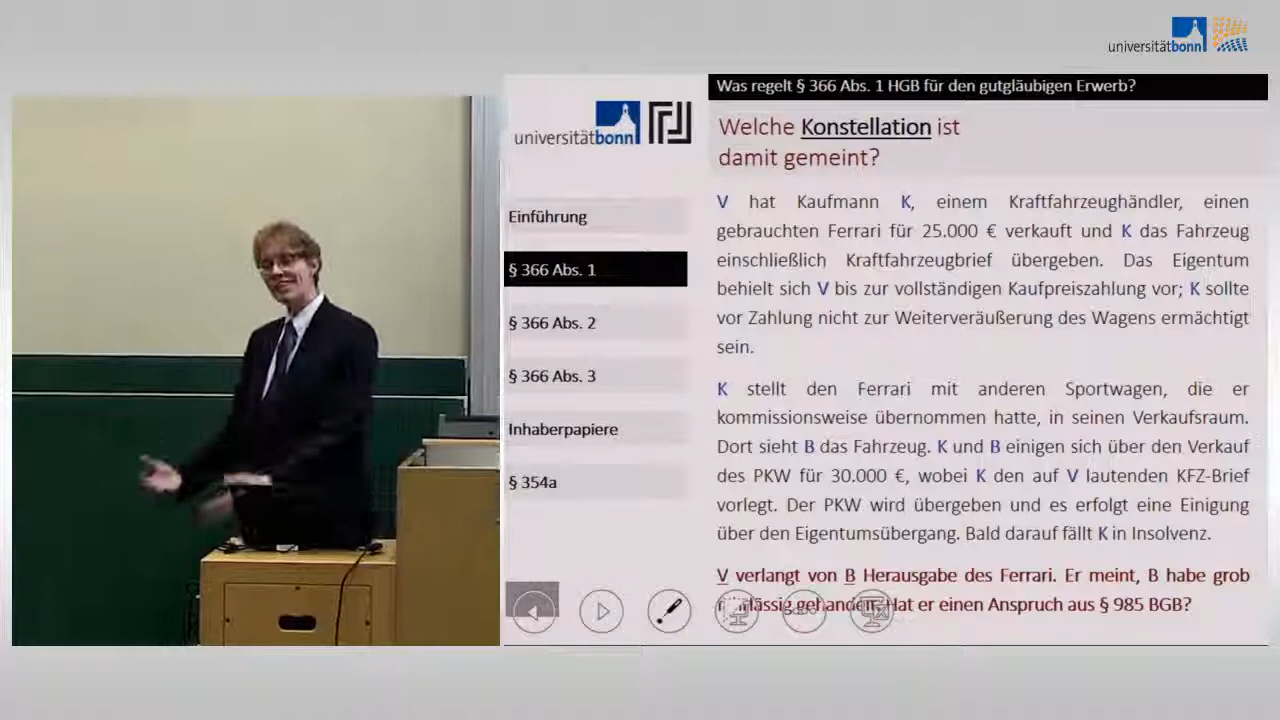 universitätbonn
Was regelt § 366 Abs. 1 HGB für den gutgläubigen Erwerb?
universitätbonn
Welche Konstellation ist
damit gemeint?
Einführung
§ 366 Abs. 1
§ 366 Abs. 2
§ 366 Abs. 3
Inhaberpapiere
§ 354a
V hat Kaufmann K, einem Kraftfahrzeughändler, einen
gebrauchten Ferrari für 25.000 € verkauft und K das Fahrzeug
einschließlich Kraftfahrzeugbrief übergeben. Das Eigentum
behielt sich V bis zur vollständigen Kaufpreiszahlung vor; K sollte
vor Zahlung nicht zur Weiterveräußerung des Wagens ermächtigt
sein.
K stellt den Ferrari mit anderen Sportwagen, die er
kommissionsweise übernommen hatte, in seinen Verkaufsraum.
Dort sieht B das Fahrzeug. K und B einigen sich über den Verkauf
des PKW für 30.000 €, wobei K den auf V lautenden KFZ-Brief
vorlegt. Der PKW wird übergeben und es erfolgt eine Einigung
über den Eigentumsübergang. Bald darauf fällt K in Insolvenz.
V verlangt von B Herausgabe des Ferrari. Er meint, B habe grob
gehandelt. Hat er einen Anspruch aus § 985 BGB?